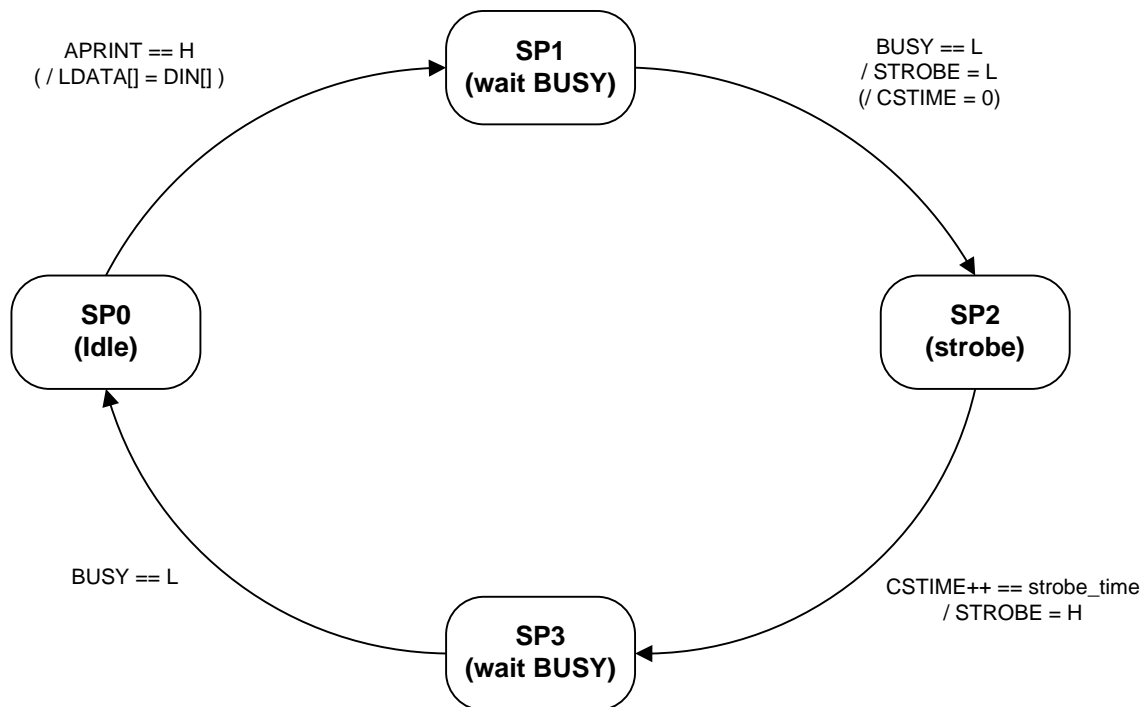 APRINT == H
( / LDATA[] = DIN[] )
SP1
(wait BUSY)
BUSY == L
/ STROBE = L
(/ CSTIME = 0)
SP0
(Idle)
SP2
(strobe)
BUSY == L
SP3
(wait BUSY)
CSTIME++ == strobe_time
/ STROBE = H